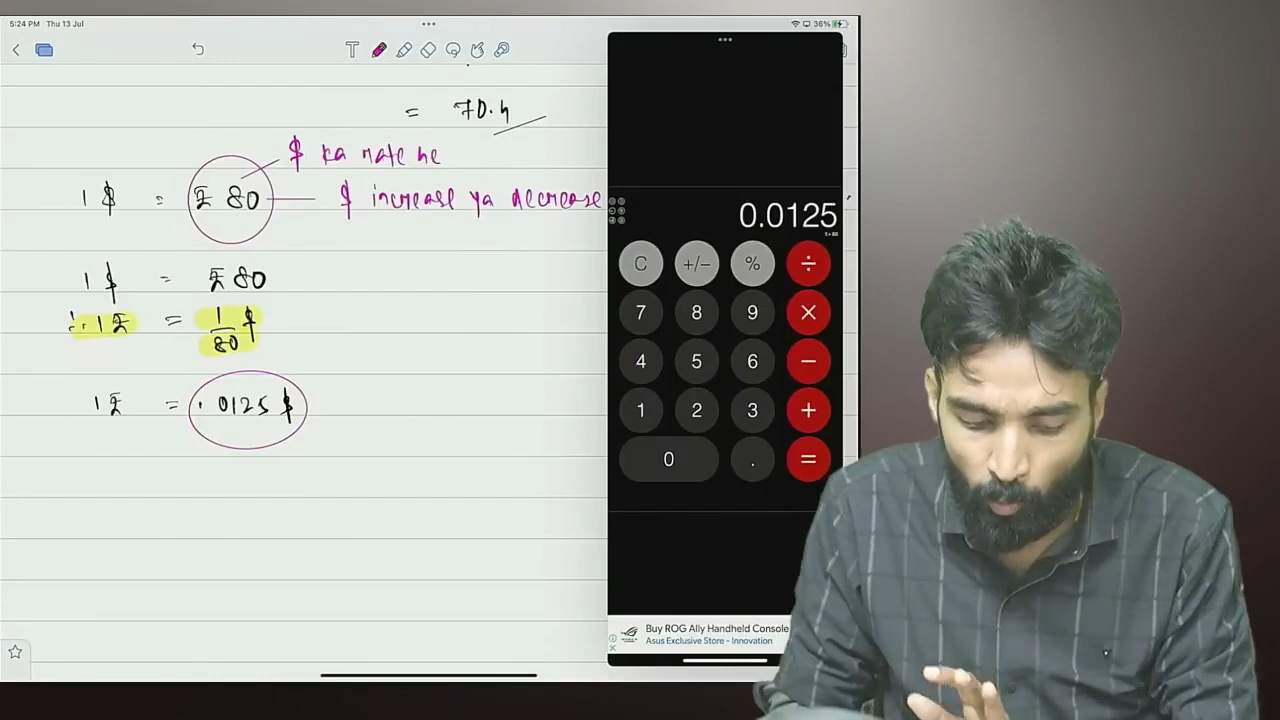 5:24 PM Thu 13 Jul
36%
= 70.4
$ ka rate he
1 $ = ₹ 80
$ increase ya decrease
1 $ = ₹ 80
∴ 1 ₹ = 1/80 $
1 ₹ = .0125 $
0.0125
1÷80
C +/− % ÷
7 8 9 ×
4 5 6 −
1 2 3 +
0 . =
Buy ROG Ally Handheld Console
Asus Exclusive Store - Innovation